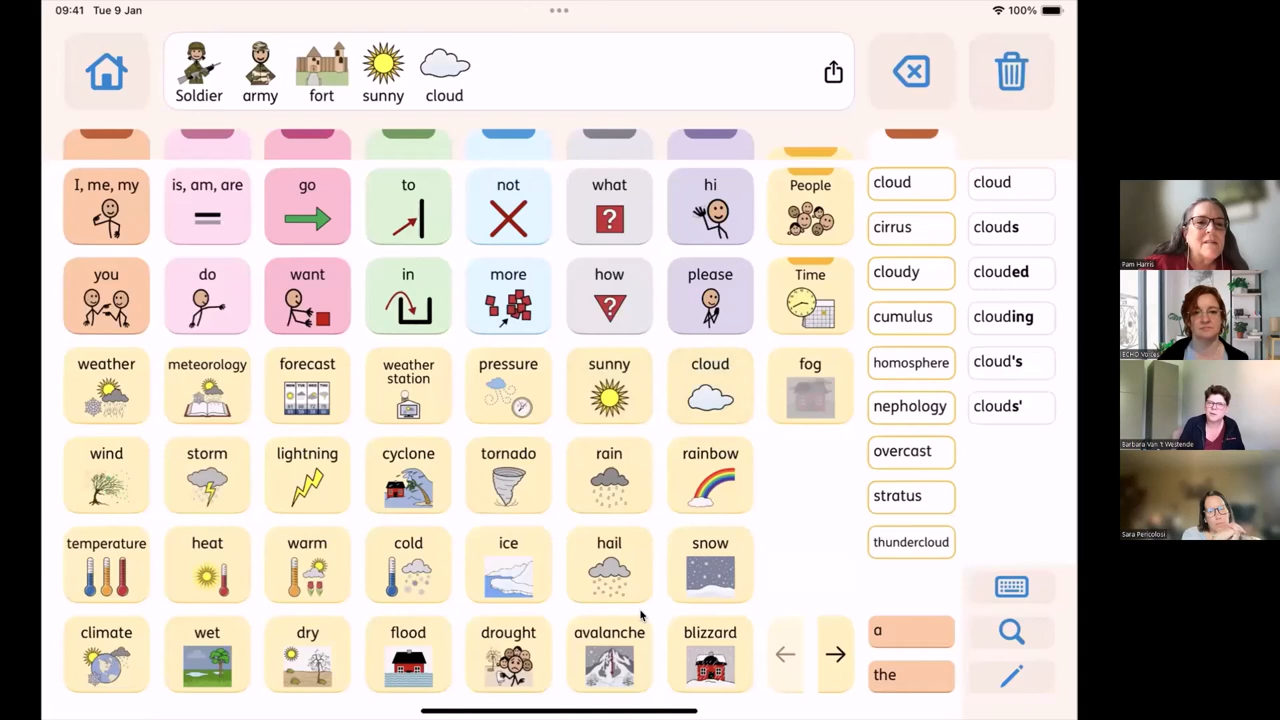 09:41 Tue 9 Jan
100%
Soldier army fort sunny cloud
I, me, my is, am, are go to not what hi People cloud cloud
cirrus clouds
you do want in more how please Time cloudy clouded
cumulus clouding
weather meteorology forecast weather station pressure sunny cloud fog homosphere cloud's
nephology clouds'
wind storm lightning cyclone tornado rain rainbow overcast
stratus
temperature heat warm cold ice hail snow thundercloud
climate wet dry flood drought avalanche blizzard a
the
Pam Harris
ECHO Voices
Barbara Van 't Westende
Sara Pericolosi